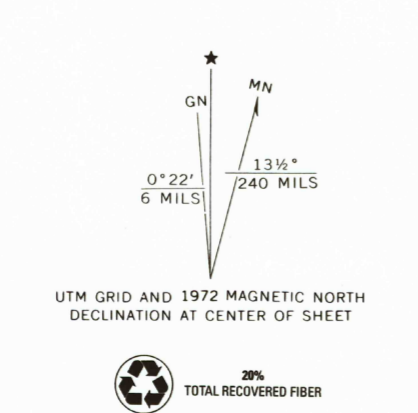 ★
GN
MN
0°22′
6 MILS
13½°
240 MILS
UTM GRID AND 1972 MAGNETIC NORTH
DECLINATION AT CENTER OF SHEET
20%
TOTAL RECOVERED FIBER